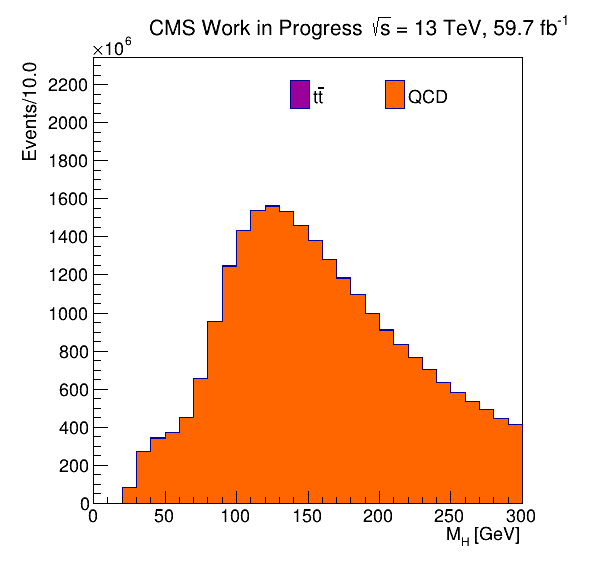 CMS Work in Progress √s = 13 TeV, 59.7 fb⁻¹
×10⁶
Events/10.0
tt̄
QCD
2200
2000
1800
1600
1400
1200
1000
800
600
400
200
0
0 50 100 150 200 250 300
M_H [GeV]